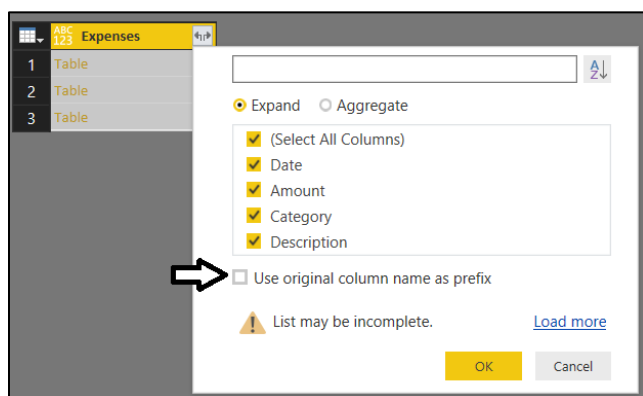 ABC
123 Expenses
1 Table
2 Table
3 Table
A
Z
Expand Aggregate
(Select All Columns)
Date
Amount
Category
Description
Use original column name as prefix
List may be incomplete. Load more
OK Cancel